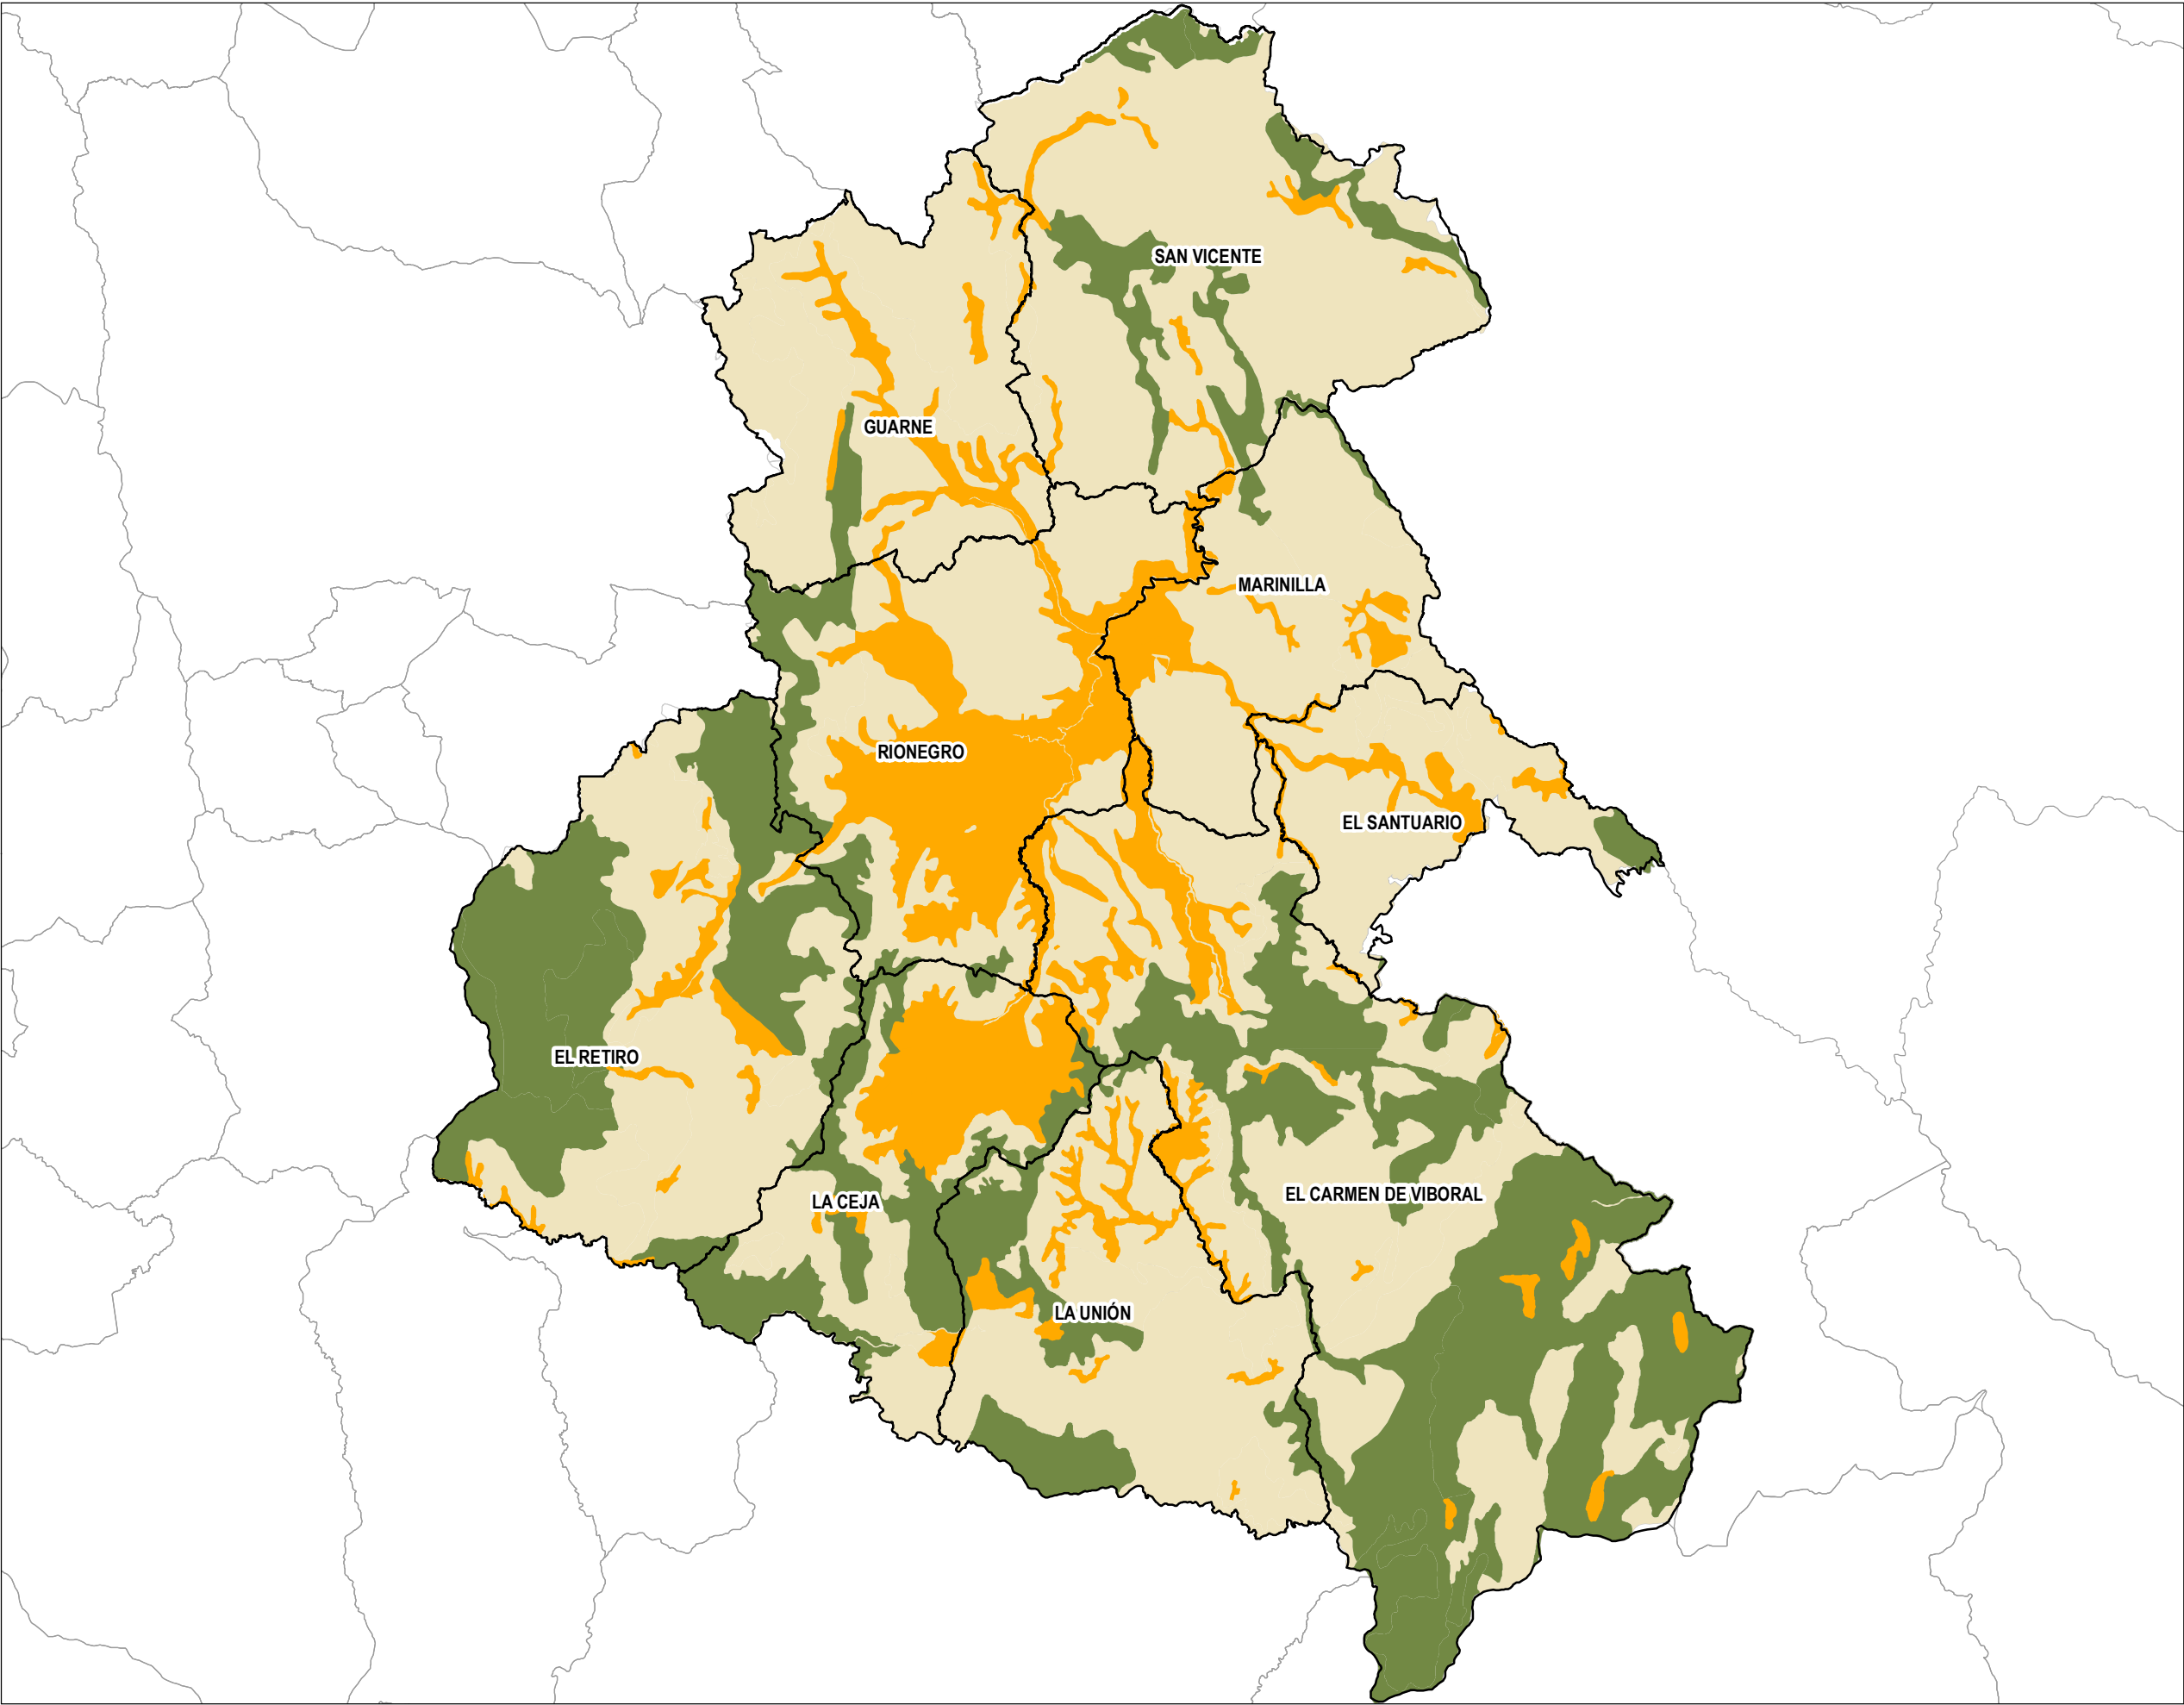 SAN VICENTE
GUARNE
MARINILLA
RIONEGRO
EL SANTUARIO
EL RETIRO
LA CEJA
EL CARMEN DE VIBORAL
LA UNIÓN